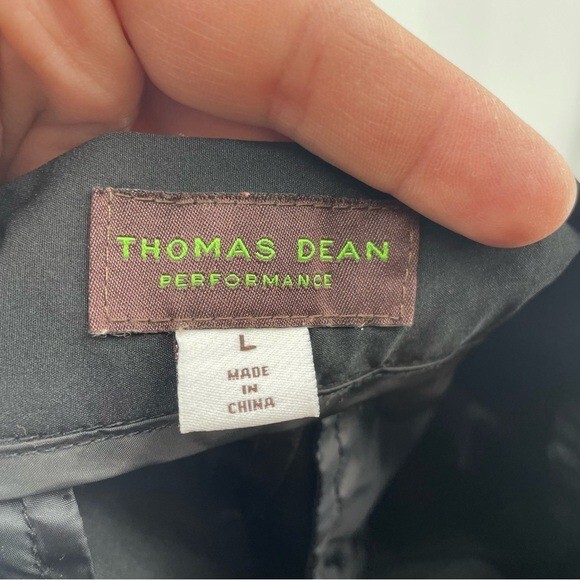 THOMAS DEAN
PERFORMANCE
L
MADE
IN
CHINA